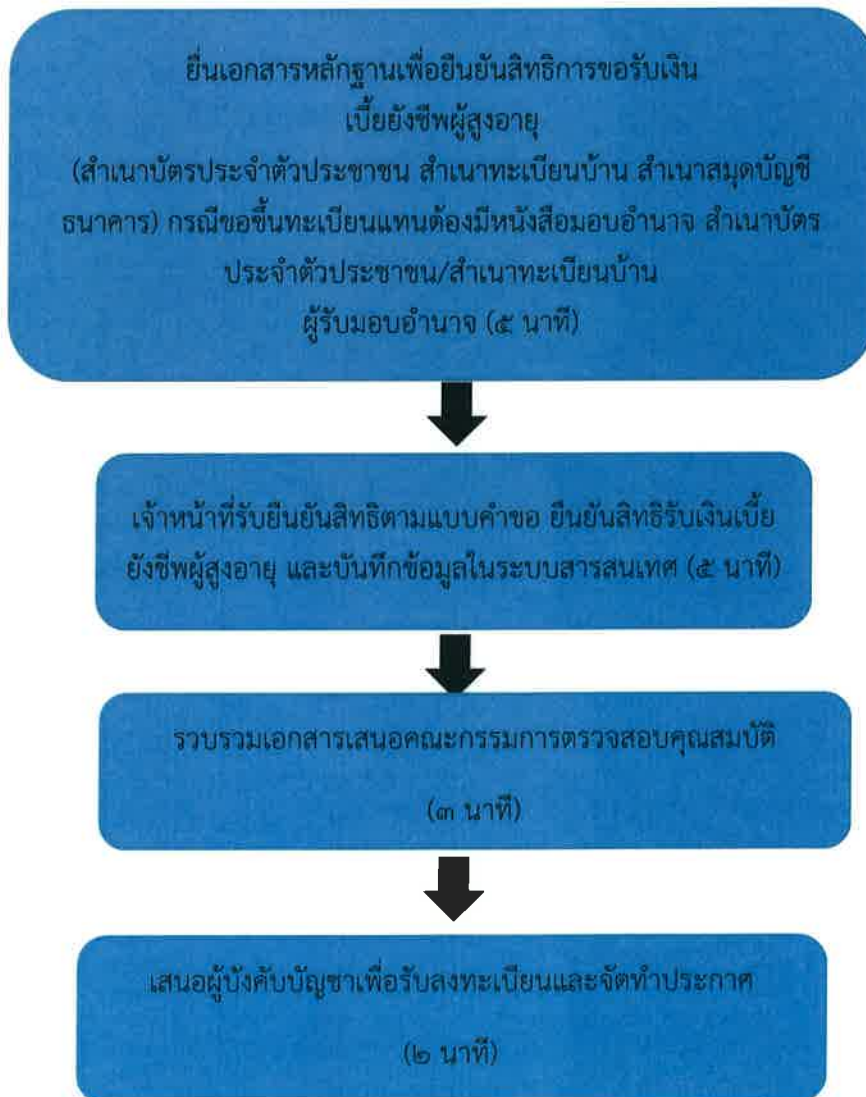 ยื่นเอกสารหลักฐานเพื่อยืนยันสิทธิการขอรับเงิน
เบี้ยยังชีพผู้สูงอายุ
(สำเนาบัตรประจำตัวประชาชน สำเนาทะเบียนบ้าน สำเนาสมุดบัญชี
ธนาคาร) กรณีขอขึ้นทะเบียนแทนต้องมีหนังสือมอบอำนาจ สำเนาบัตร
ประจำตัวประชาชน/สำเนาทะเบียนบ้าน
ผู้รับมอบอำนาจ (๕ นาที)
เจ้าหน้าที่รับยืนยันสิทธิตามแบบคำขอ ยืนยันสิทธิรับเงินเบี้ย
ยังชีพผู้สูงอายุ และบันทึกข้อมูลในระบบสารสนเทศ (๕ นาที)
รวบรวมเอกสารเสนอคณะกรรมการตรวจสอบคุณสมบัติ
(๓ นาที)
เสนอผู้บังคับบัญชาเพื่อรับลงทะเบียนและจัดทำประกาศ
(๒ นาที)